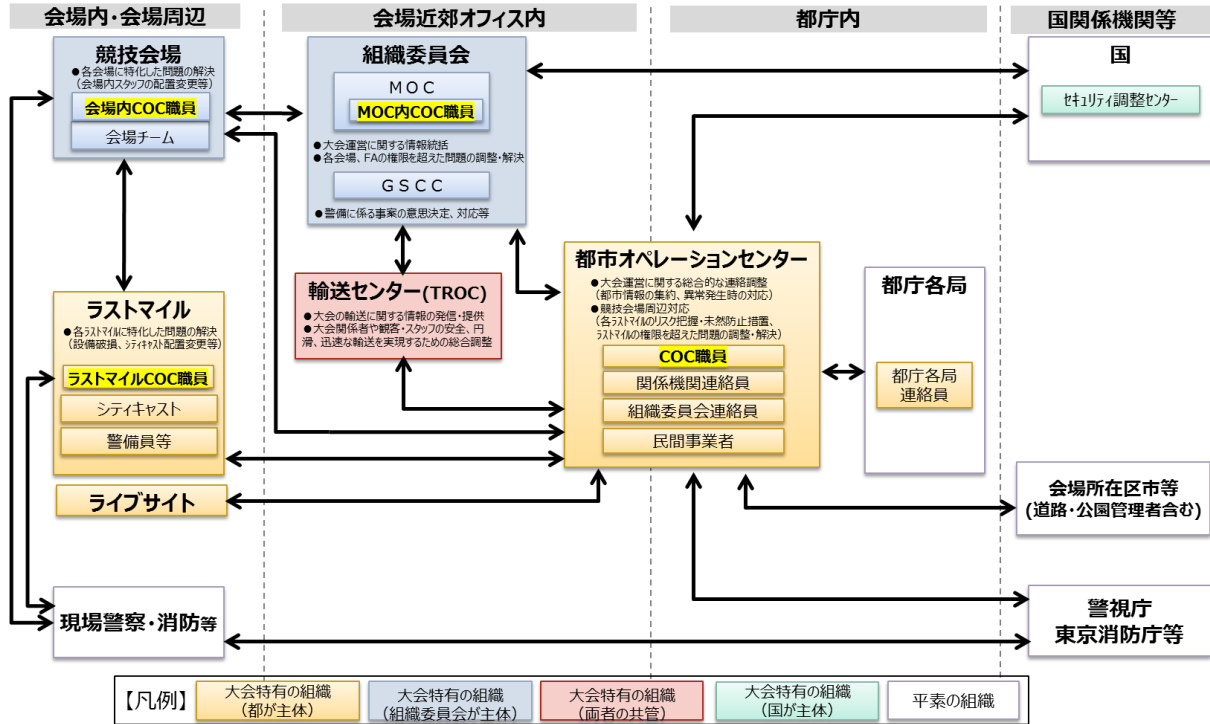 会場内・会場周辺
会場近郊オフィス内
都庁内
国関係機関等
競技会場
●各会場に特化した問題の解決
（会場内スタッフの配置変更等）
会場内COC職員
会場チーム
組織委員会
ＭＯＣ
MOC内COC職員
●大会運営に関する情報統括
●各会場、FAの権限を超えた問題の調整・解決
ＧＳＣＣ
●警備に係る事案の意思決定、対応等
国
セキュリティ調整センター
ラストマイル
●各ラストマイルに特化した問題の解決
（設備破損、シティキャスト配置変更等）
ラストマイルCOC職員
シティキャスト
警備員等
輸送センター(TROC)
●大会の輸送に関する情報の発信・提供
●大会関係者や観客・スタッフの安全、円
滑、迅速な輸送を実現するための総合調整
都市オペレーションセンター
●大会運営に関する総合的な連絡調整
（都市情報の集約、異常発生時の対応）
●競技会場周辺対応
（各ラストマイルのリスク把握・未然防止措置、
ラストマイルの権限を超えた問題の調整・解決）
COC職員
関係機関連絡員
組織委員会連絡員
民間事業者
都庁各局
都庁各局
連絡員
ライブサイト
会場所在区市等
(道路・公園管理者含む)
現場警察・消防等
警視庁
東京消防庁等
【凡例】
大会特有の組織
（都が主体）
大会特有の組織
（組織委員会が主体）
大会特有の組織
（両者の共管）
大会特有の組織
（国が主体）
平素の組織